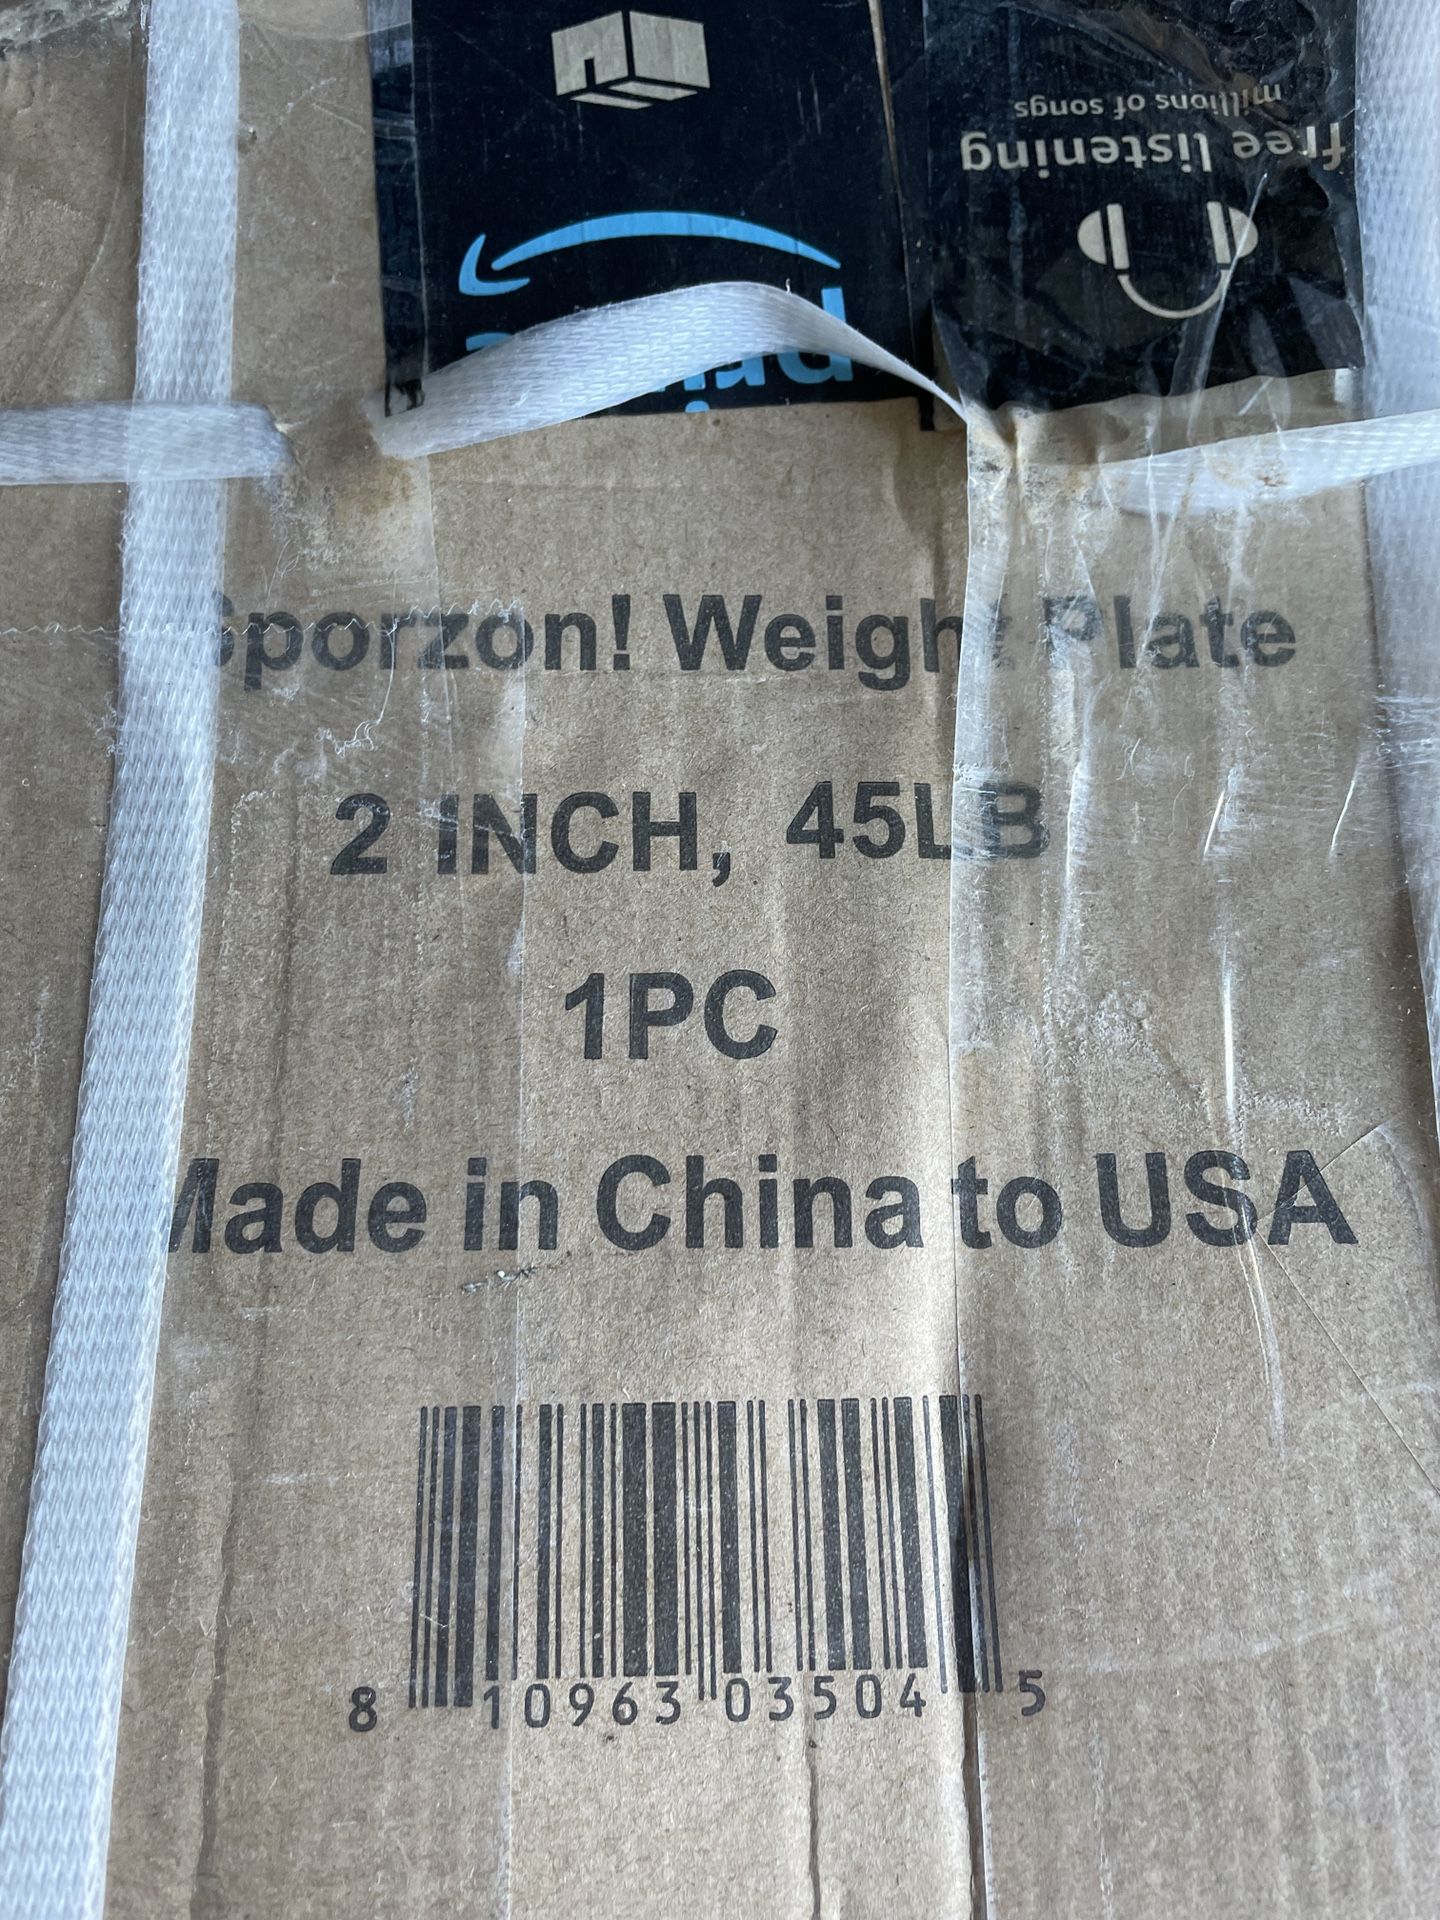 free listening
millions of songs
prime
Sporzon! Weight Plate
2 INCH, 45LB
1PC
Made in China to USA
8 10963 03504 5